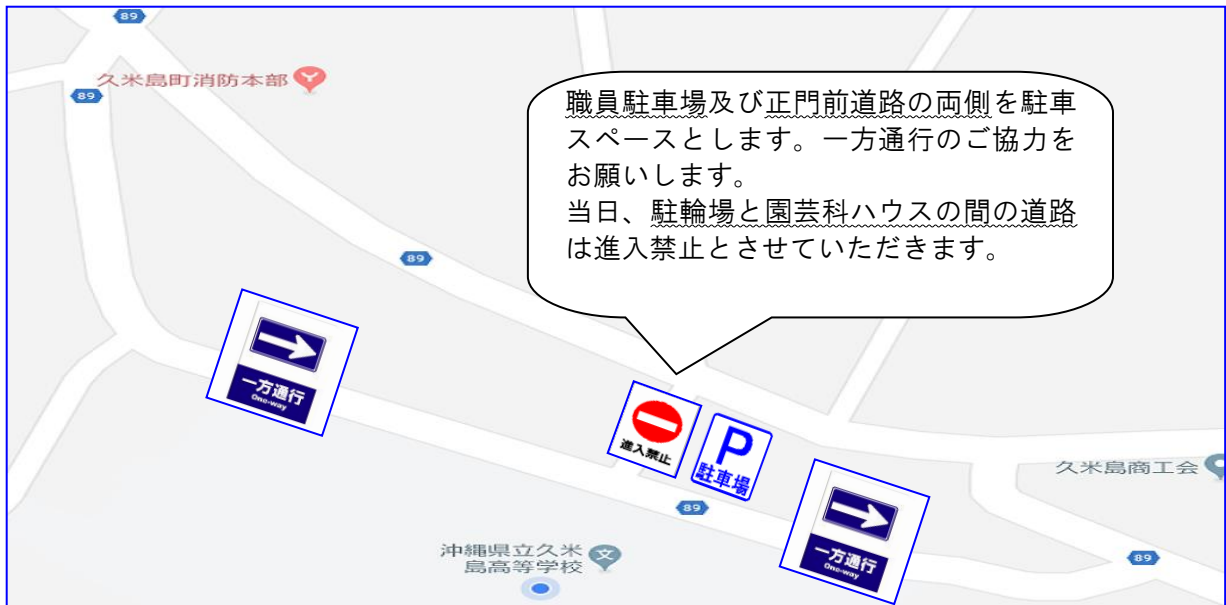 89
久米島町消防本部
89
職員駐車場及び正門前道路の両側を駐車
スペースとします。一方通行のご協力を
お願いします。
当日、駐輪場と園芸科ハウスの間の道路
は進入禁止とさせていただきます。
89
一方通行
One-way
進入禁止
P
駐車場
久米島商工会
89
一方通行
One-way
沖縄県立久米
島高等学校
文
89